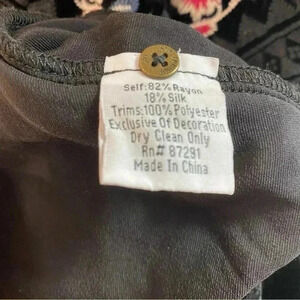 Self:82% Rayon
18% Silk
Trims:100% Polyester
Exclusive Of Decoration
Dry Clean Only
Rn# 87291
Made In China